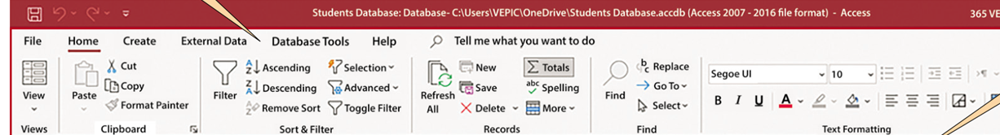 Students Database: Database- C:\Users\VEPIC\OneDrive\Students Database.accdb (Access 2007 - 2016 file format) - Access 365 VE
File Home Create External Data Database Tools Help Tell me what you want to do
View
Paste
Cut
Copy
Format Painter
Filter
Ascending
Descending
Remove Sort
Selection
Advanced
Toggle Filter
Refresh
All
New
Save
Delete
Totals
Spelling
More
Find
Replace
Go To
Select
Segoe UI 10
B I U A
Views Clipboard Sort & Filter Records Find Text Formatting